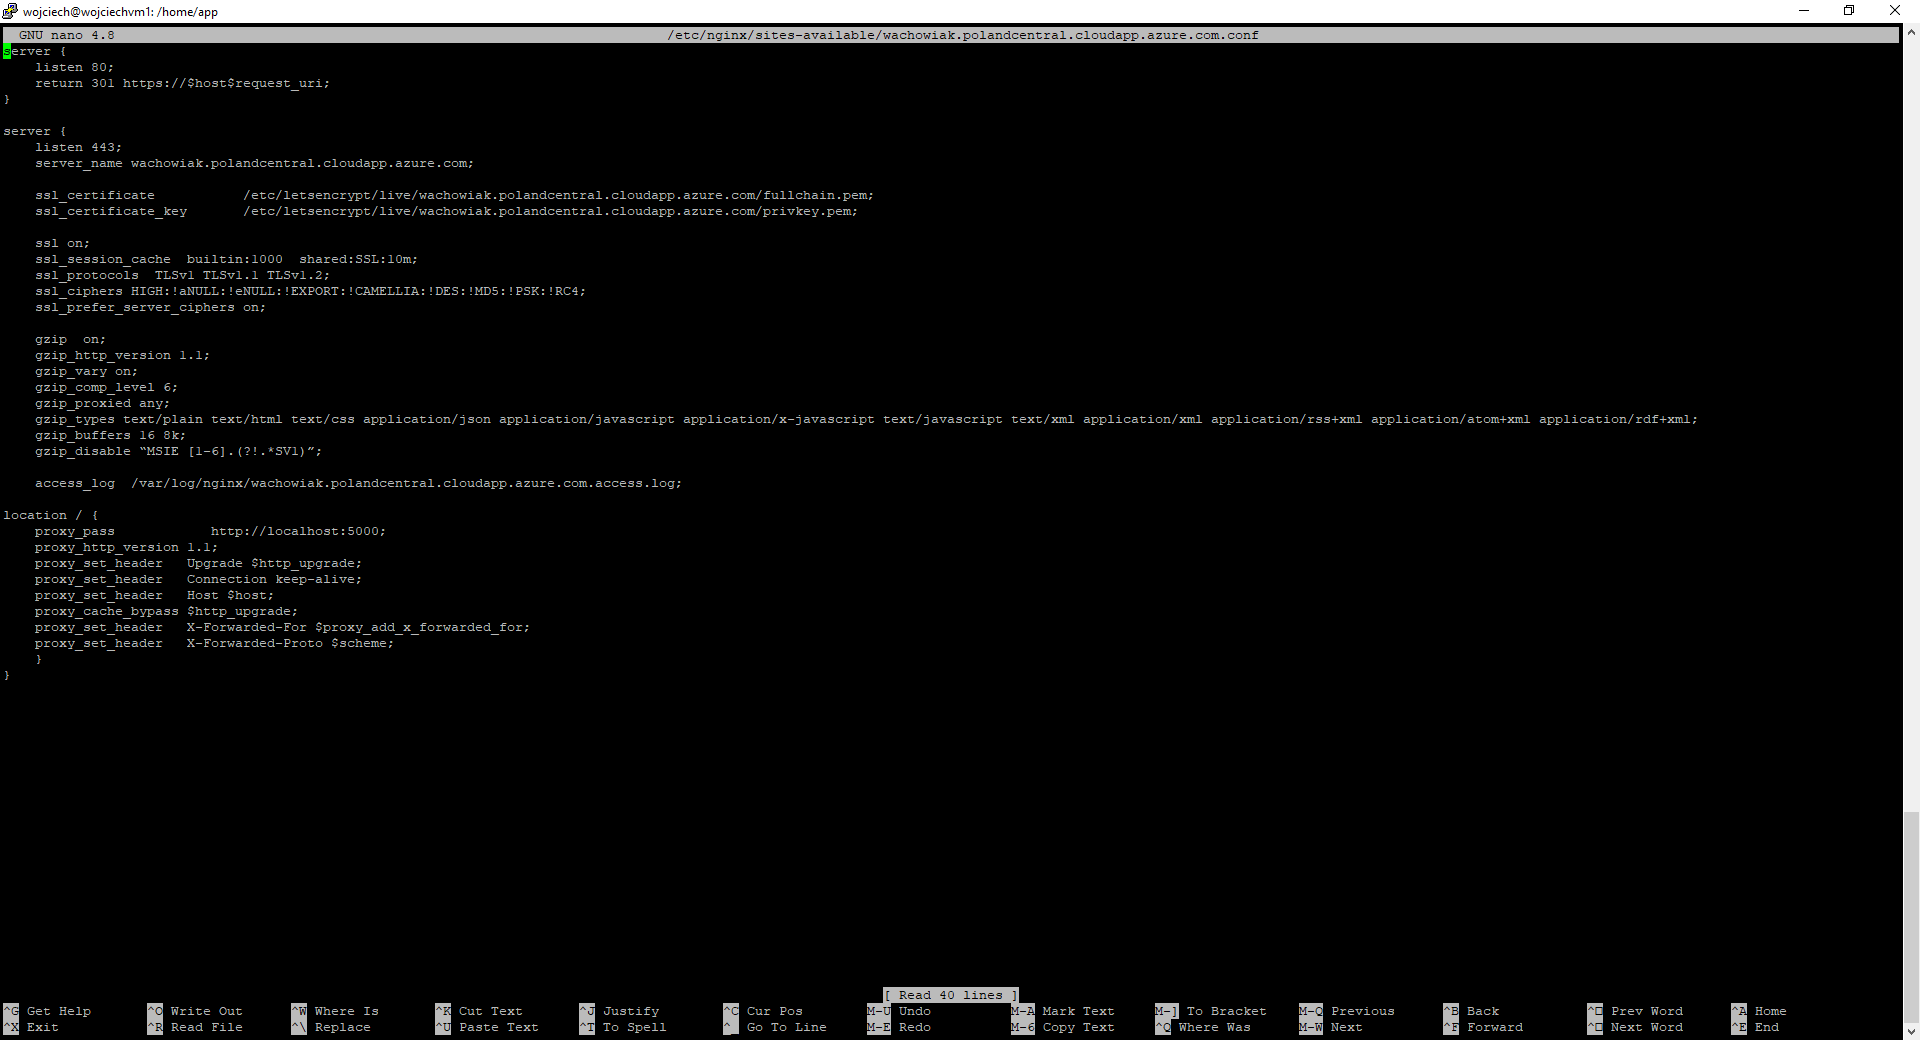 wojciech@wojciechvm1: /home/app
GNU nano 4.8 /etc/nginx/sites-available/wachowiak.polandcentral.cloudapp.azure.com.conf
server {
    listen 80;
    return 301 https://$host$request_uri;
}

server {
    listen 443;
    server_name wachowiak.polandcentral.cloudapp.azure.com;

    ssl_certificate           /etc/letsencrypt/live/wachowiak.polandcentral.cloudapp.azure.com/fullchain.pem;
    ssl_certificate_key       /etc/letsencrypt/live/wachowiak.polandcentral.cloudapp.azure.com/privkey.pem;

    ssl on;
    ssl_session_cache  builtin:1000  shared:SSL:10m;
    ssl_protocols  TLSv1 TLSv1.1 TLSv1.2;
    ssl_ciphers HIGH:!aNULL:!eNULL:!EXPORT:!CAMELLIA:!DES:!MD5:!PSK:!RC4;
    ssl_prefer_server_ciphers on;

    gzip  on;
    gzip_http_version 1.1;
    gzip_vary on;
    gzip_comp_level 6;
    gzip_proxied any;
    gzip_types text/plain text/html text/css application/json application/javascript application/x-javascript text/javascript text/xml application/xml application/rss+xml application/atom+xml application/rdf+xml;
    gzip_buffers 16 8k;
    gzip_disable “MSIE [1-6].(?!.*SV1)”;

    access_log  /var/log/nginx/wachowiak.polandcentral.cloudapp.azure.com.access.log;

location / {
    proxy_pass            http://localhost:5000;
    proxy_http_version 1.1;
    proxy_set_header   Upgrade $http_upgrade;
    proxy_set_header   Connection keep-alive;
    proxy_set_header   Host $host;
    proxy_cache_bypass $http_upgrade;
    proxy_set_header   X-Forwarded-For $proxy_add_x_forwarded_for;
    proxy_set_header   X-Forwarded-Proto $scheme;
    }
}
[ Read 40 lines ]
^G Get Help ^O Write Out ^W Where Is ^K Cut Text ^J Justify ^C Cur Pos M-U Undo M-A Mark Text M-] To Bracket M-Q Previous ^B Back ^□ Prev Word ^A Home
^X Exit ^R Read File ^\ Replace ^U Paste Text ^T To Spell ^_ Go To Line M-E Redo M-6 Copy Text ^Q Where Was M-W Next ^F Forward ^□ Next Word ^E End